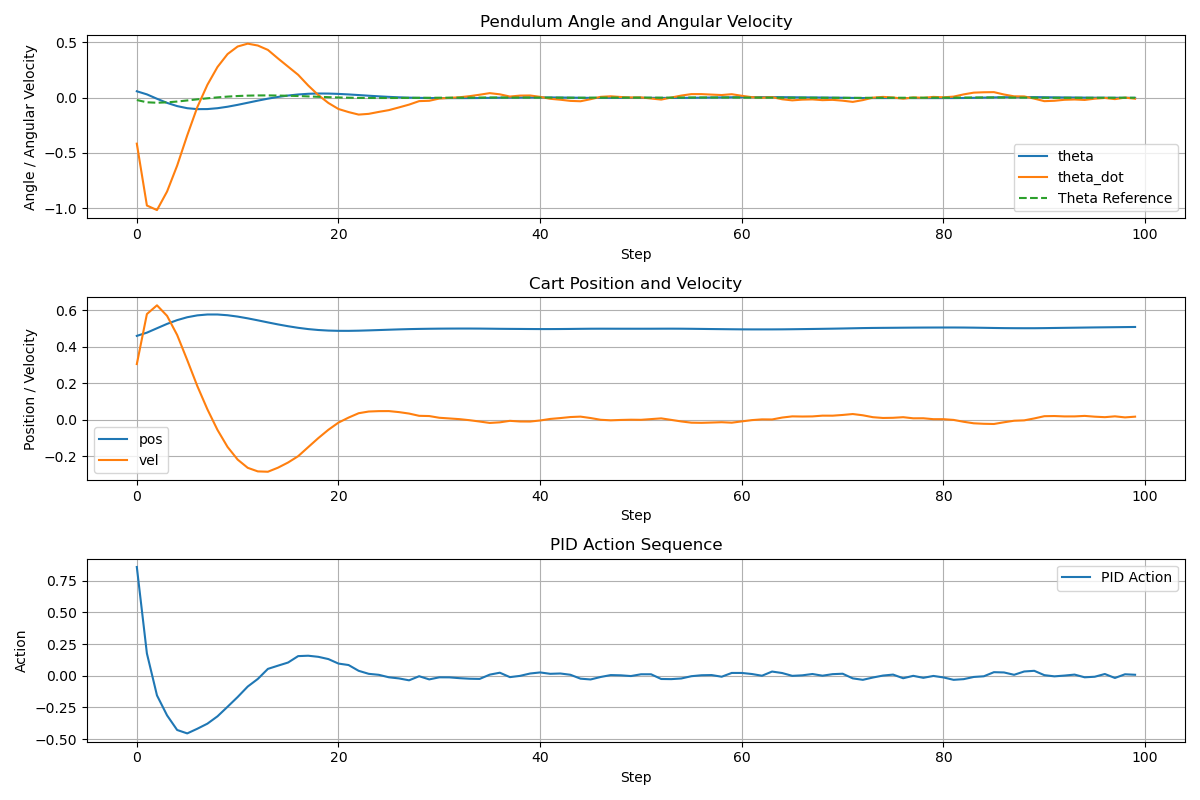 Pendulum Angle and Angular Velocity
Angle / Angular Velocity
0.5
0.0
−0.5
−1.0
theta
theta_dot
Theta Reference
0 20 40 60 80 100
Step
Cart Position and Velocity
Position / Velocity
0.6
0.4
0.2
0.0
−0.2
pos
vel
0 20 40 60 80 100
Step
PID Action Sequence
Action
0.75
0.50
0.25
0.00
−0.25
−0.50
PID Action
0 20 40 60 80 100
Step